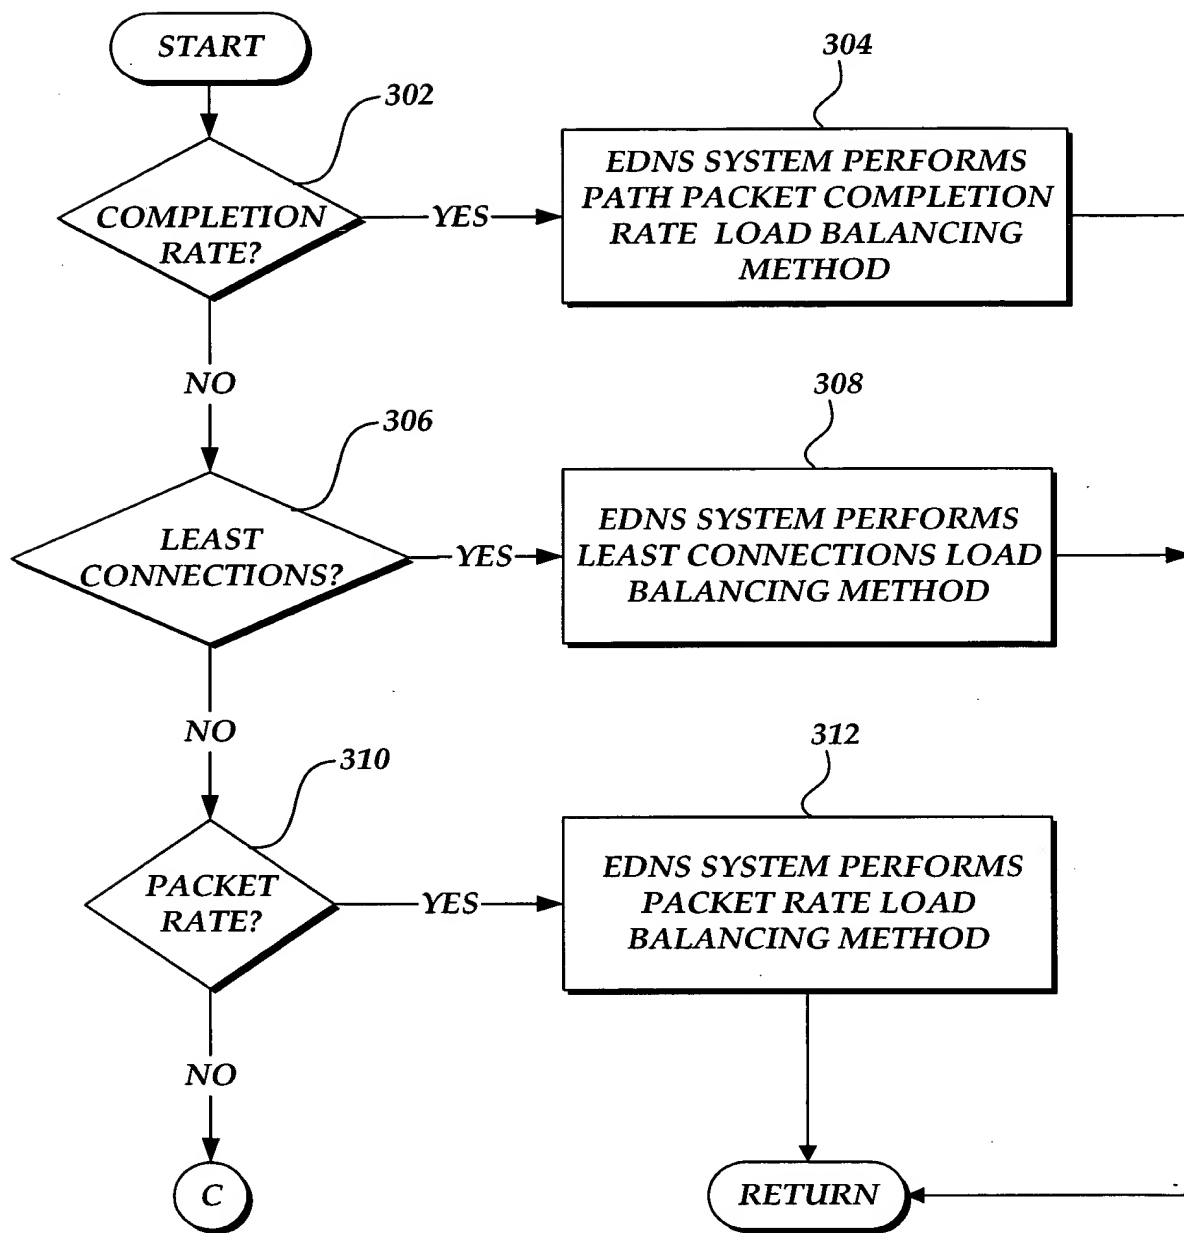 START
302
304
COMPLETION
RATE?
YES
EDNS SYSTEM PERFORMS
PATH PACKET COMPLETION
RATE LOAD BALANCING
METHOD
NO
306
308
LEAST
CONNECTIONS?
YES
EDNS SYSTEM PERFORMS
LEAST CONNECTIONS LOAD
BALANCING METHOD
NO
310
312
PACKET
RATE?
YES
EDNS SYSTEM PERFORMS
PACKET RATE LOAD
BALANCING METHOD
NO
C
RETURN